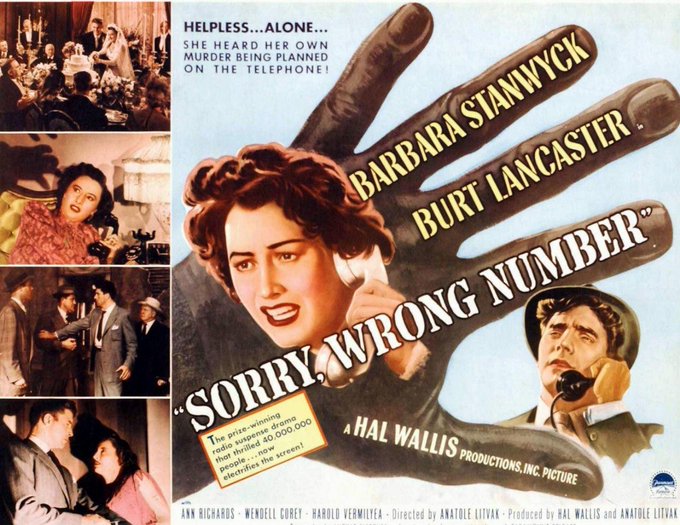 HELPLESS...ALONE...
SHE HEARD HER OWN
MURDER BEING PLANNED
ON THE TELEPHONE!
BARBARA STANWYCK
BURT LANCASTER
in
"SORRY, WRONG NUMBER"
The prize-winning
radio suspense drama
that thrilled 40,000,000
people...now
electrifies the screen!
A HAL WALLIS PRODUCTIONS, INC. PICTURE
Paramount
with
ANN RICHARDS · WENDELL COREY · HAROLD VERMILYEA · Directed by ANATOLE LITVAK · Produced by HAL WALLIS and ANATOLE LITVAK